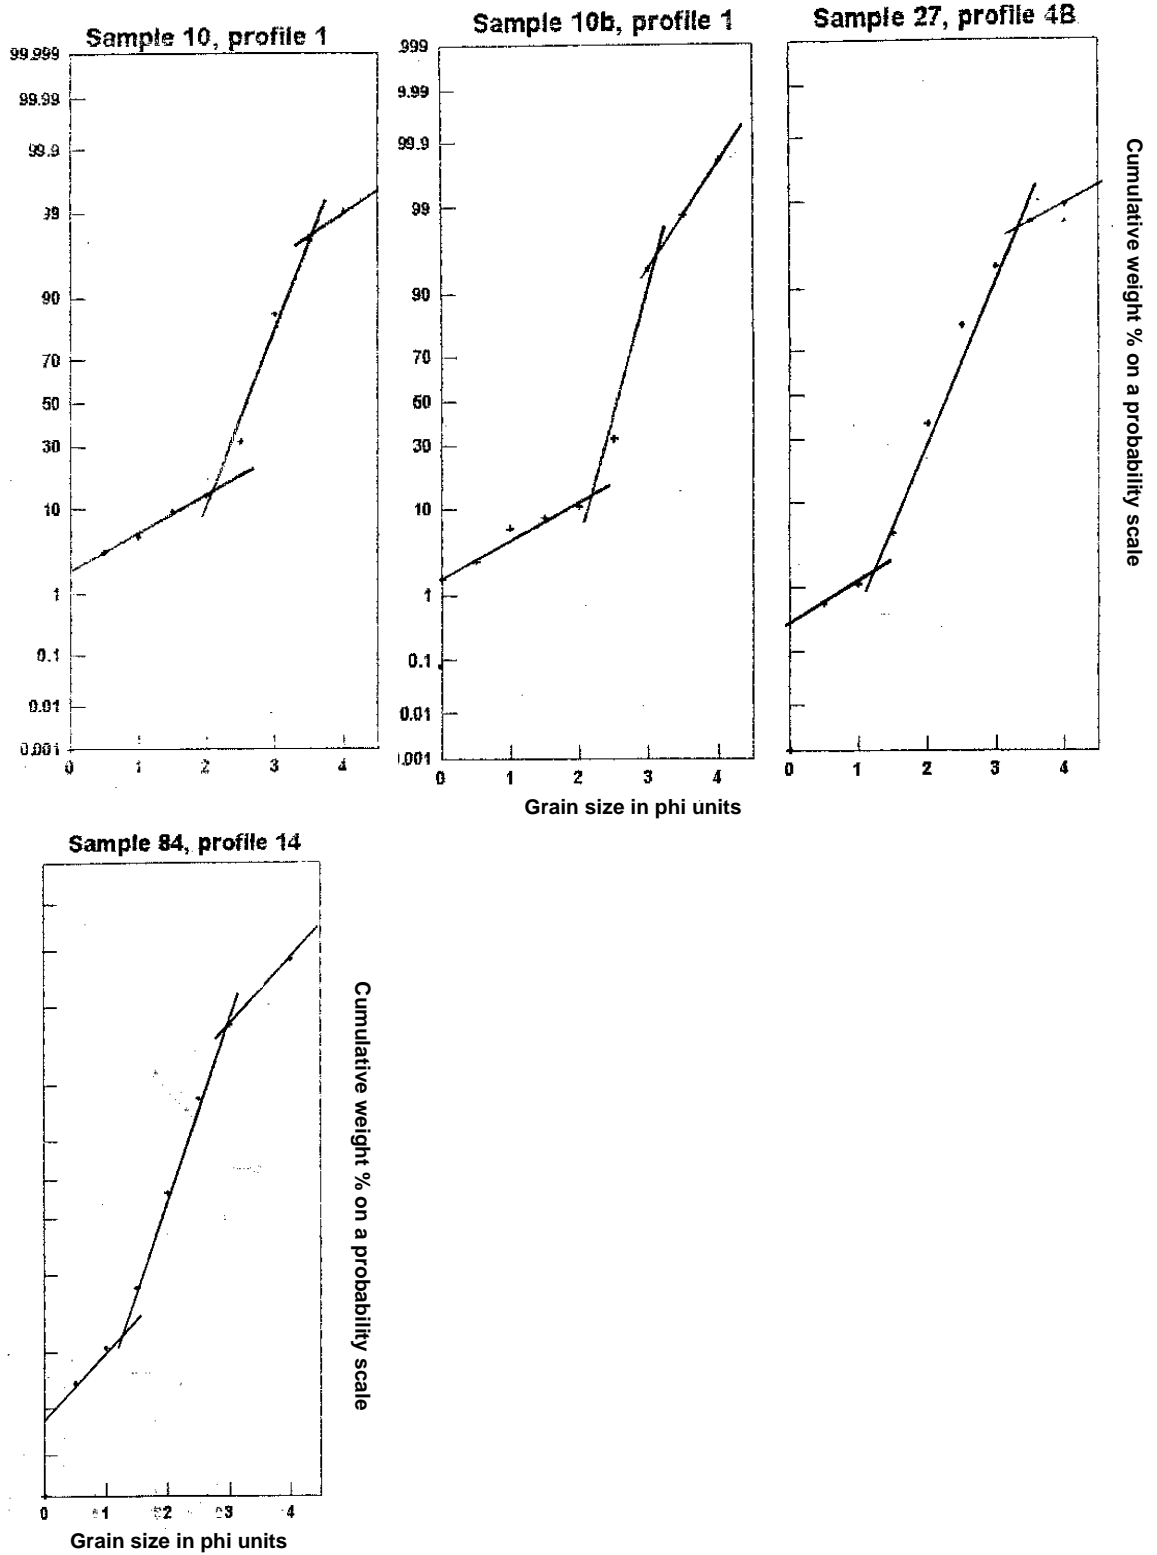 Sample 10, profile 1
99.999
99.99
99.9
99
90
70
50
30
10
1
0.1
0.01
0.001
0 1 2 3 4
Sample 10b, profile 1
.999
9.99
99.9
99
90
70
50
30
10
1
0.1
0.01
.001
0 1 2 3 4
Grain size in phi units
Sample 27, profile 4B
0 1 2 3 4
Cumulative weight % on a probability scale
Sample 84, profile 14
0 1 2 3 4
Grain size in phi units
Cumulative weight % on a probability scale